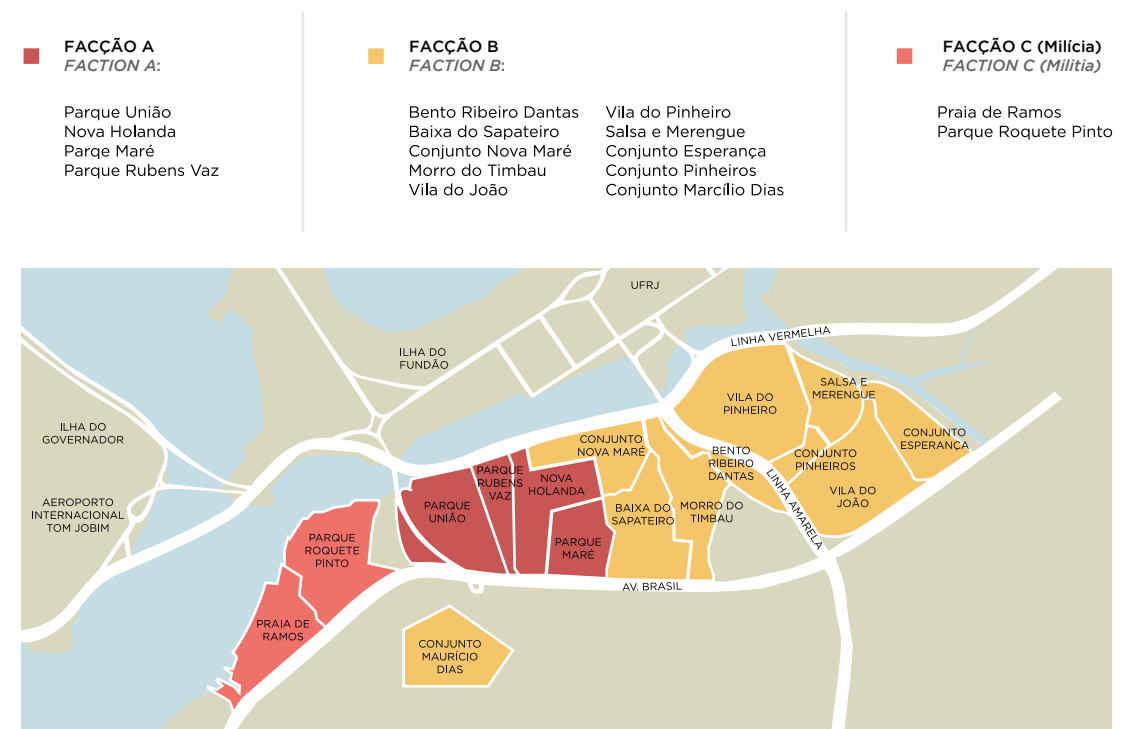 FACÇÃO A
FACTION A:
Parque União
Nova Holanda
Parqe Maré
Parque Rubens Vaz
FACÇÃO B
FACTION B:
Bento Ribeiro Dantas
Baixa do Sapateiro
Conjunto Nova Maré
Morro do Timbau
Vila do João
Vila do Pinheiro
Salsa e Merengue
Conjunto Esperança
Conjunto Pinheiros
Conjunto Marcílio Dias
FACÇÃO C (Milícia)
FACTION C (Militia)
Praia de Ramos
Parque Roquete Pinto
UFRJ
LINHA VERMELHA
ILHA DO
FUNDÃO
SALSA E
MERENGUE
VILA DO
PINHEIRO
ILHA DO
GOVERNADOR
CONJUNTO
ESPERANÇA
CONJUNTO
NOVA MARÉ
BENTO
RIBEIRO
DANTAS
CONJUNTO
PINHEIROS
PARQUE
RUBENS
VAZ
NOVA
HOLANDA
LINHA AMARELA
VILA DO
JOÃO
AEROPORTO
INTERNACIONAL
TOM JOBIM
PARQUE
UNIÃO
BAIXA DO
SAPATEIRO
MORRO DO
TIMBAU
PARQUE
ROQUETE
PINTO
PARQUE
MARÉ
AV. BRASIL
PRAIA DE
RAMOS
CONJUNTO
MAURÍCIO
DIAS